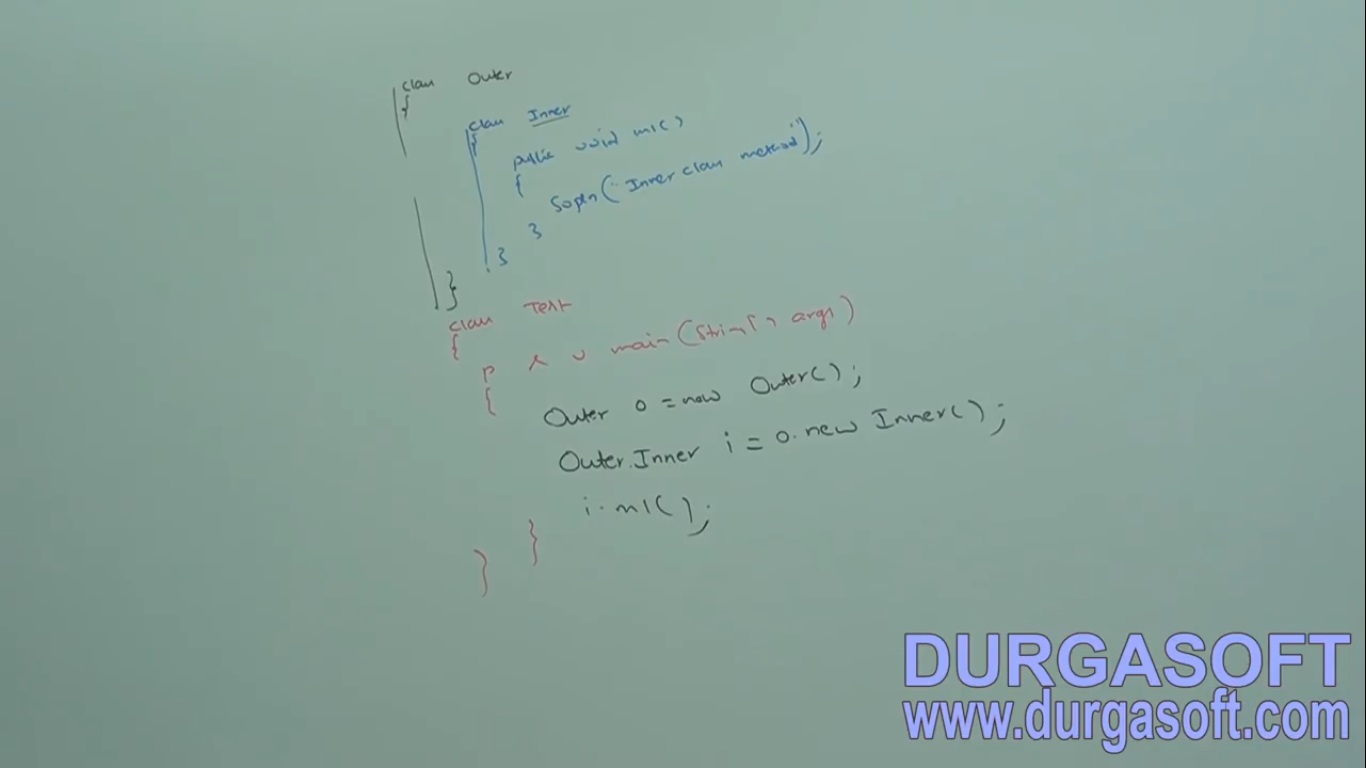 class Outer
{
class Inner
{
public void m1()
{
Sopln("Inner class method");
}
}
}
class Test
{
p s v main(String[] args)
{
Outer o = new Outer();
Outer.Inner i = o.new Inner();
i.m1();
}
}
DURGASOFT
www.durgasoft.com